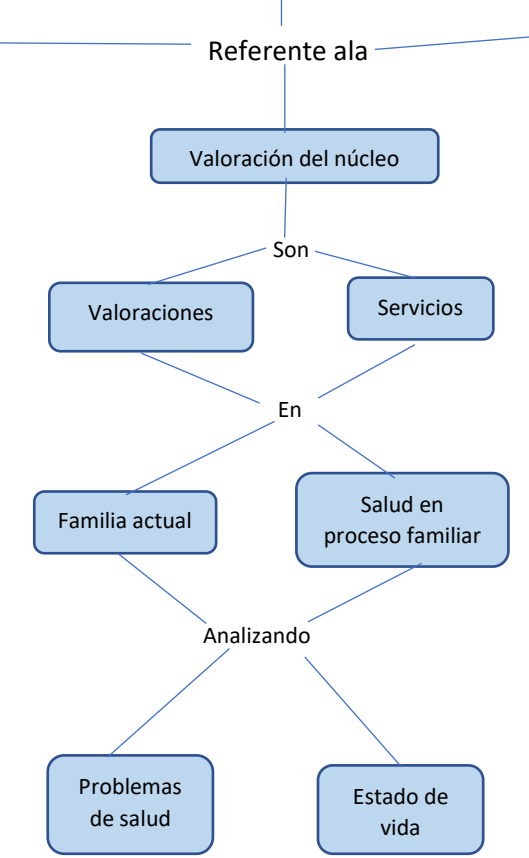 Referente ala
Valoración del núcleo
Son
Valoraciones
Servicios
En
Familia actual
Salud en
proceso familiar
Analizando
Problemas
de salud
Estado de
vida